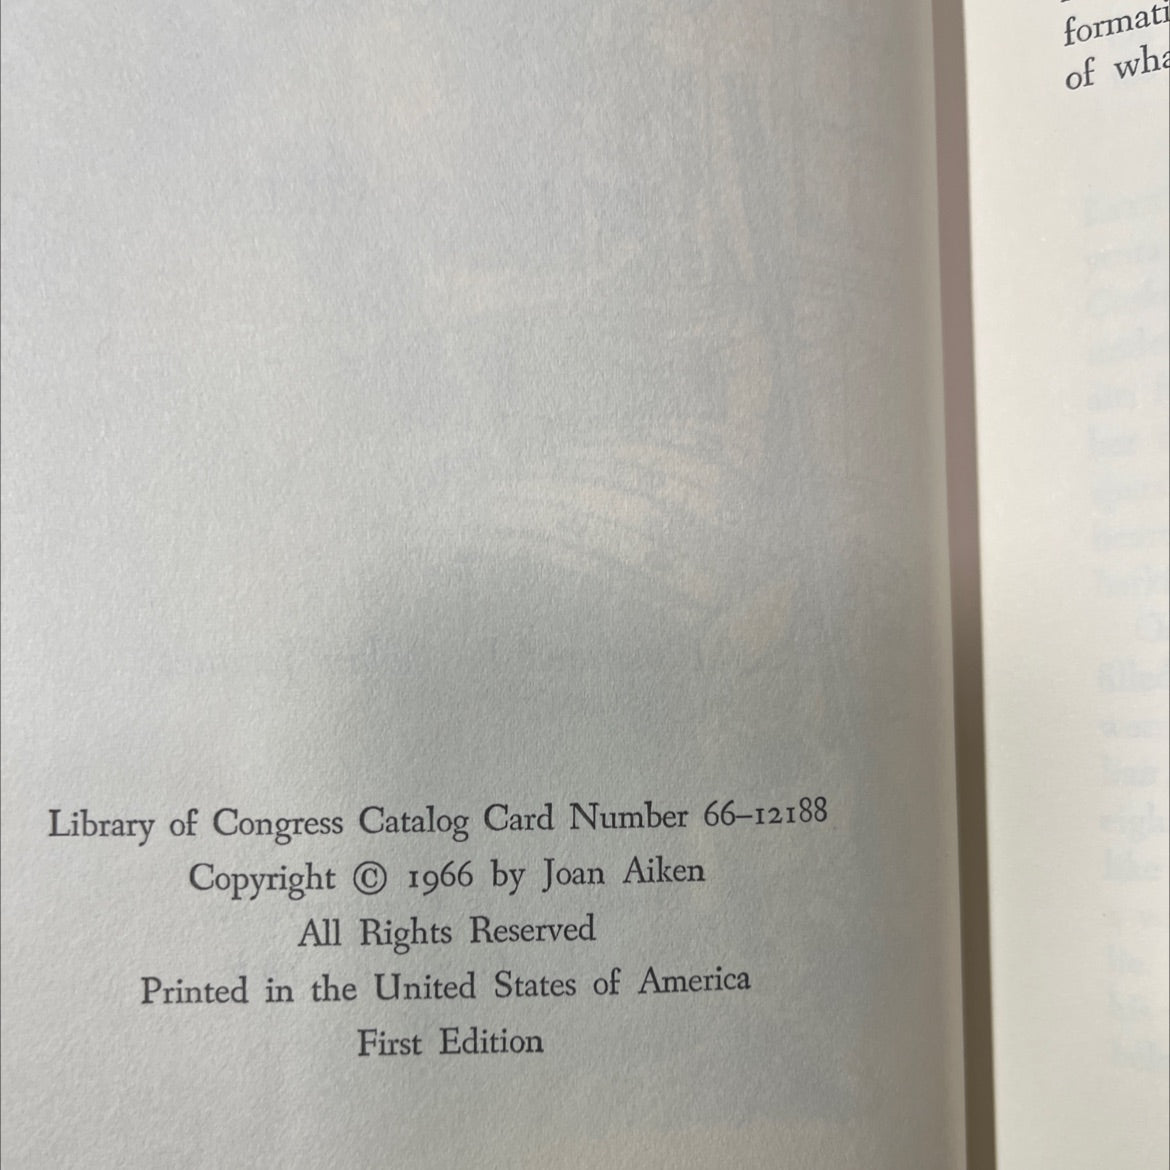 Library of Congress Catalog Card Number 66–12188
Copyright © 1966 by Joan Aiken
All Rights Reserved
Printed in the United States of America
First Edition
formati
of wha